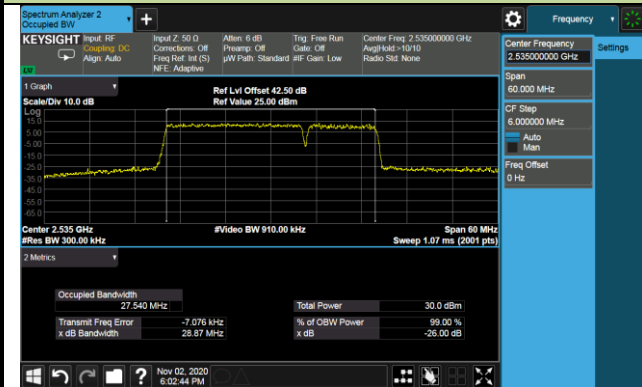 Spectrum Analyzer 2
Occupied BW
+
Frequency
KEYSIGHT
Input: RF
Coupling: DC
Align: Auto
Input Z: 50 Ω
Corrections: Off
Freq Ref: Int (S)
NFE: Adaptive
Atten: 6 dB
Preamp: Off
µW Path: Standard
Trig: Free Run
Gate: Off
#IF Gain: Low
Center Freq: 2.535000000 GHz
Avg|Hold:>10/10
Radio Std: None
LM
Center Frequency
2.535000000 GHz
Settings
Span
60.000 MHz
CF Step
6.000000 MHz
Auto
Man
Freq Offset
0 Hz
1 Graph
Scale/Div 10.0 dB
Ref Lvl Offset 42.50 dB
Ref Value 25.00 dBm
Log
15.0
5.00
-5.00
-15.0
-25.0
-35.0
-45.0
-55.0
-65.0
Center 2.535 GHz
#Video BW 910.00 kHz
Span 60 MHz
#Res BW 300.00 kHz
Sweep 1.07 ms (2001 pts)
2 Metrics
Occupied Bandwidth
27.540 MHz
Total Power
30.0 dBm
Transmit Freq Error
-7.076 kHz
% of OBW Power
99.00 %
x dB Bandwidth
28.87 MHz
x dB
-26.00 dB
?
Nov 02, 2020
6:02:44 PM